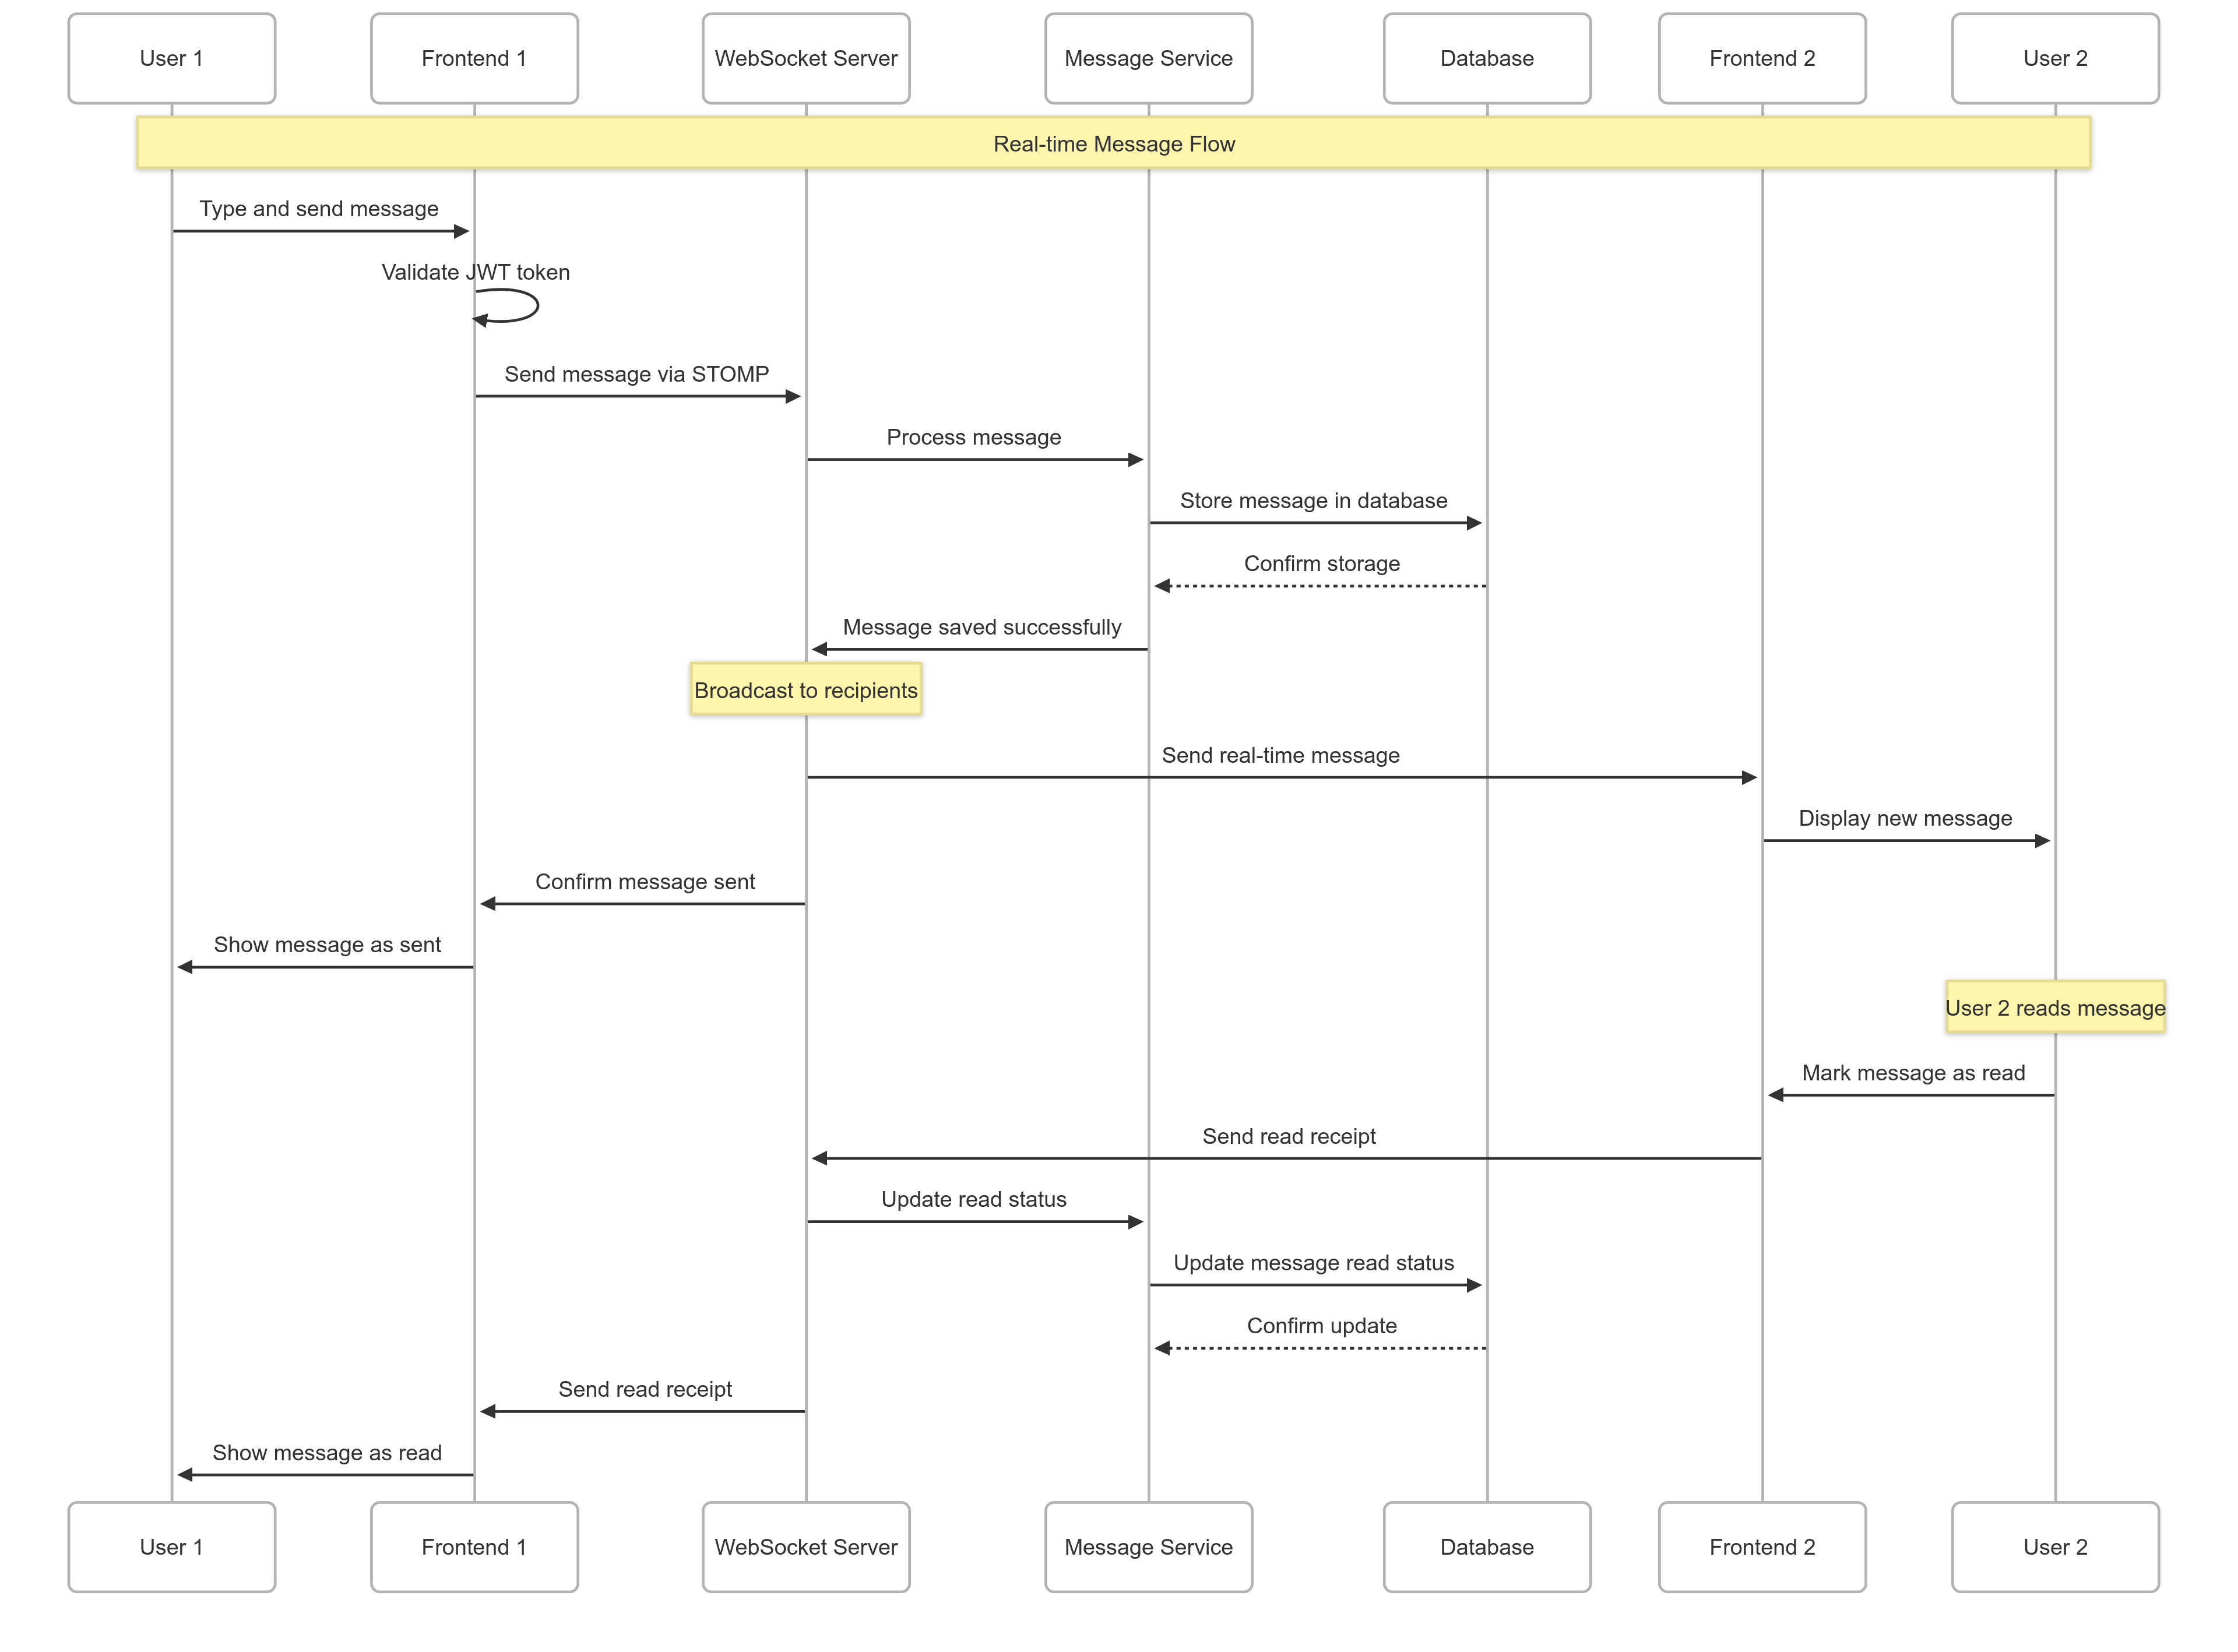 User 1
Frontend 1
WebSocket Server
Message Service
Database
Frontend 2
User 2
Real-time Message Flow
Type and send message
Validate JWT token
Send message via STOMP
Process message
Store message in database
Confirm storage
Message saved successfully
Broadcast to recipients
Send real-time message
Display new message
Confirm message sent
Show message as sent
User 2 reads message
Mark message as read
Send read receipt
Update read status
Update message read status
Confirm update
Send read receipt
Show message as read
User 1
Frontend 1
WebSocket Server
Message Service
Database
Frontend 2
User 2